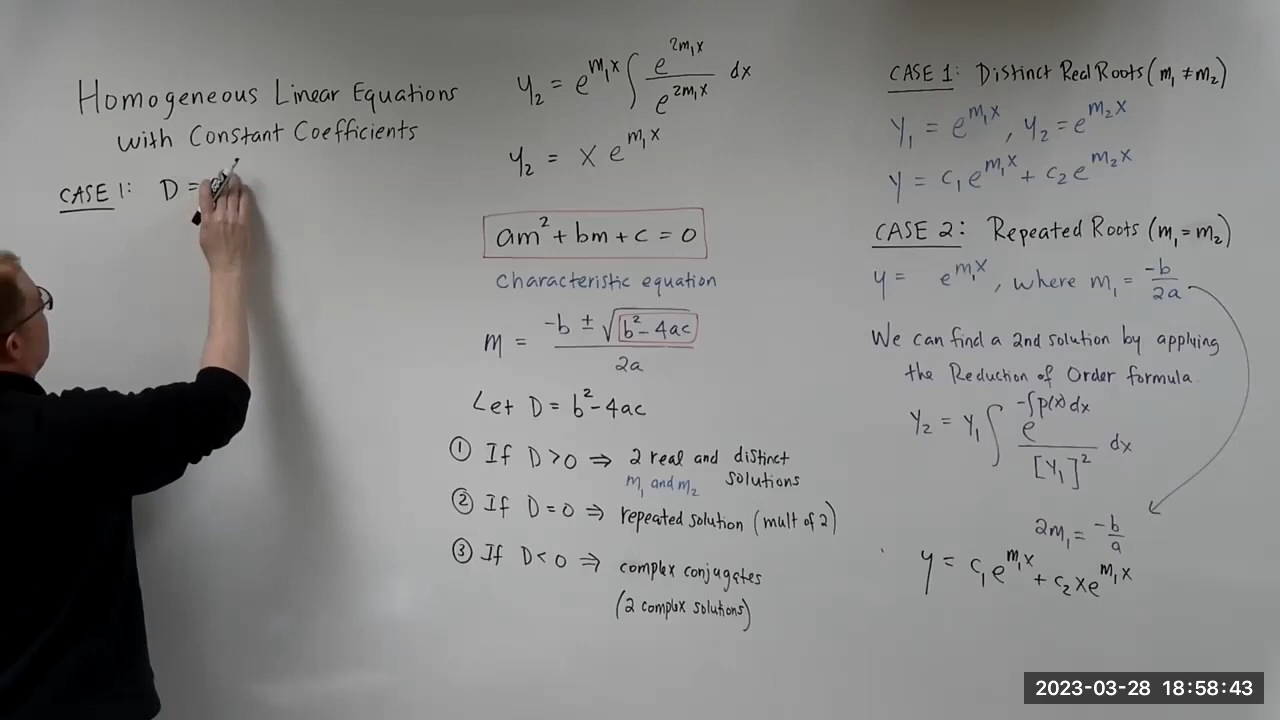 Homogeneous Linear Equations
with Constant Coefficients
CASE 1: D =
y₂ = e^{m₁x} ∫ e^{2m₁x} / e^{2m₁x} dx
y₂ = x e^{m₁x}
am² + bm + c = 0
characteristic equation
m = -b ± √(b² - 4ac) / 2a
Let D = b² - 4ac
① If D > 0 ⇒ 2 real and distinct
m₁ and m₂ solutions
② If D = 0 ⇒ repeated solution (mult of 2)
③ If D < 0 ⇒ complex conjugates
(2 complex solutions)
CASE 1: Distinct Real Roots (m₁ ≠ m₂)
y₁ = e^{m₁x}, y₂ = e^{m₂x}
y = c₁e^{m₁x} + c₂e^{m₂x}
CASE 2: Repeated Roots (m₁ = m₂)
y = e^{m₁x}, where m₁ = -b/2a
We can find a 2nd solution by applying
the Reduction of Order formula.
y₂ = y₁ ∫ e^{-∫p(x)dx} / [y₁]² dx
2m₁ = -b/a
y = c₁e^{m₁x} + c₂xe^{m₁x}
2023-03-28 18:58:43